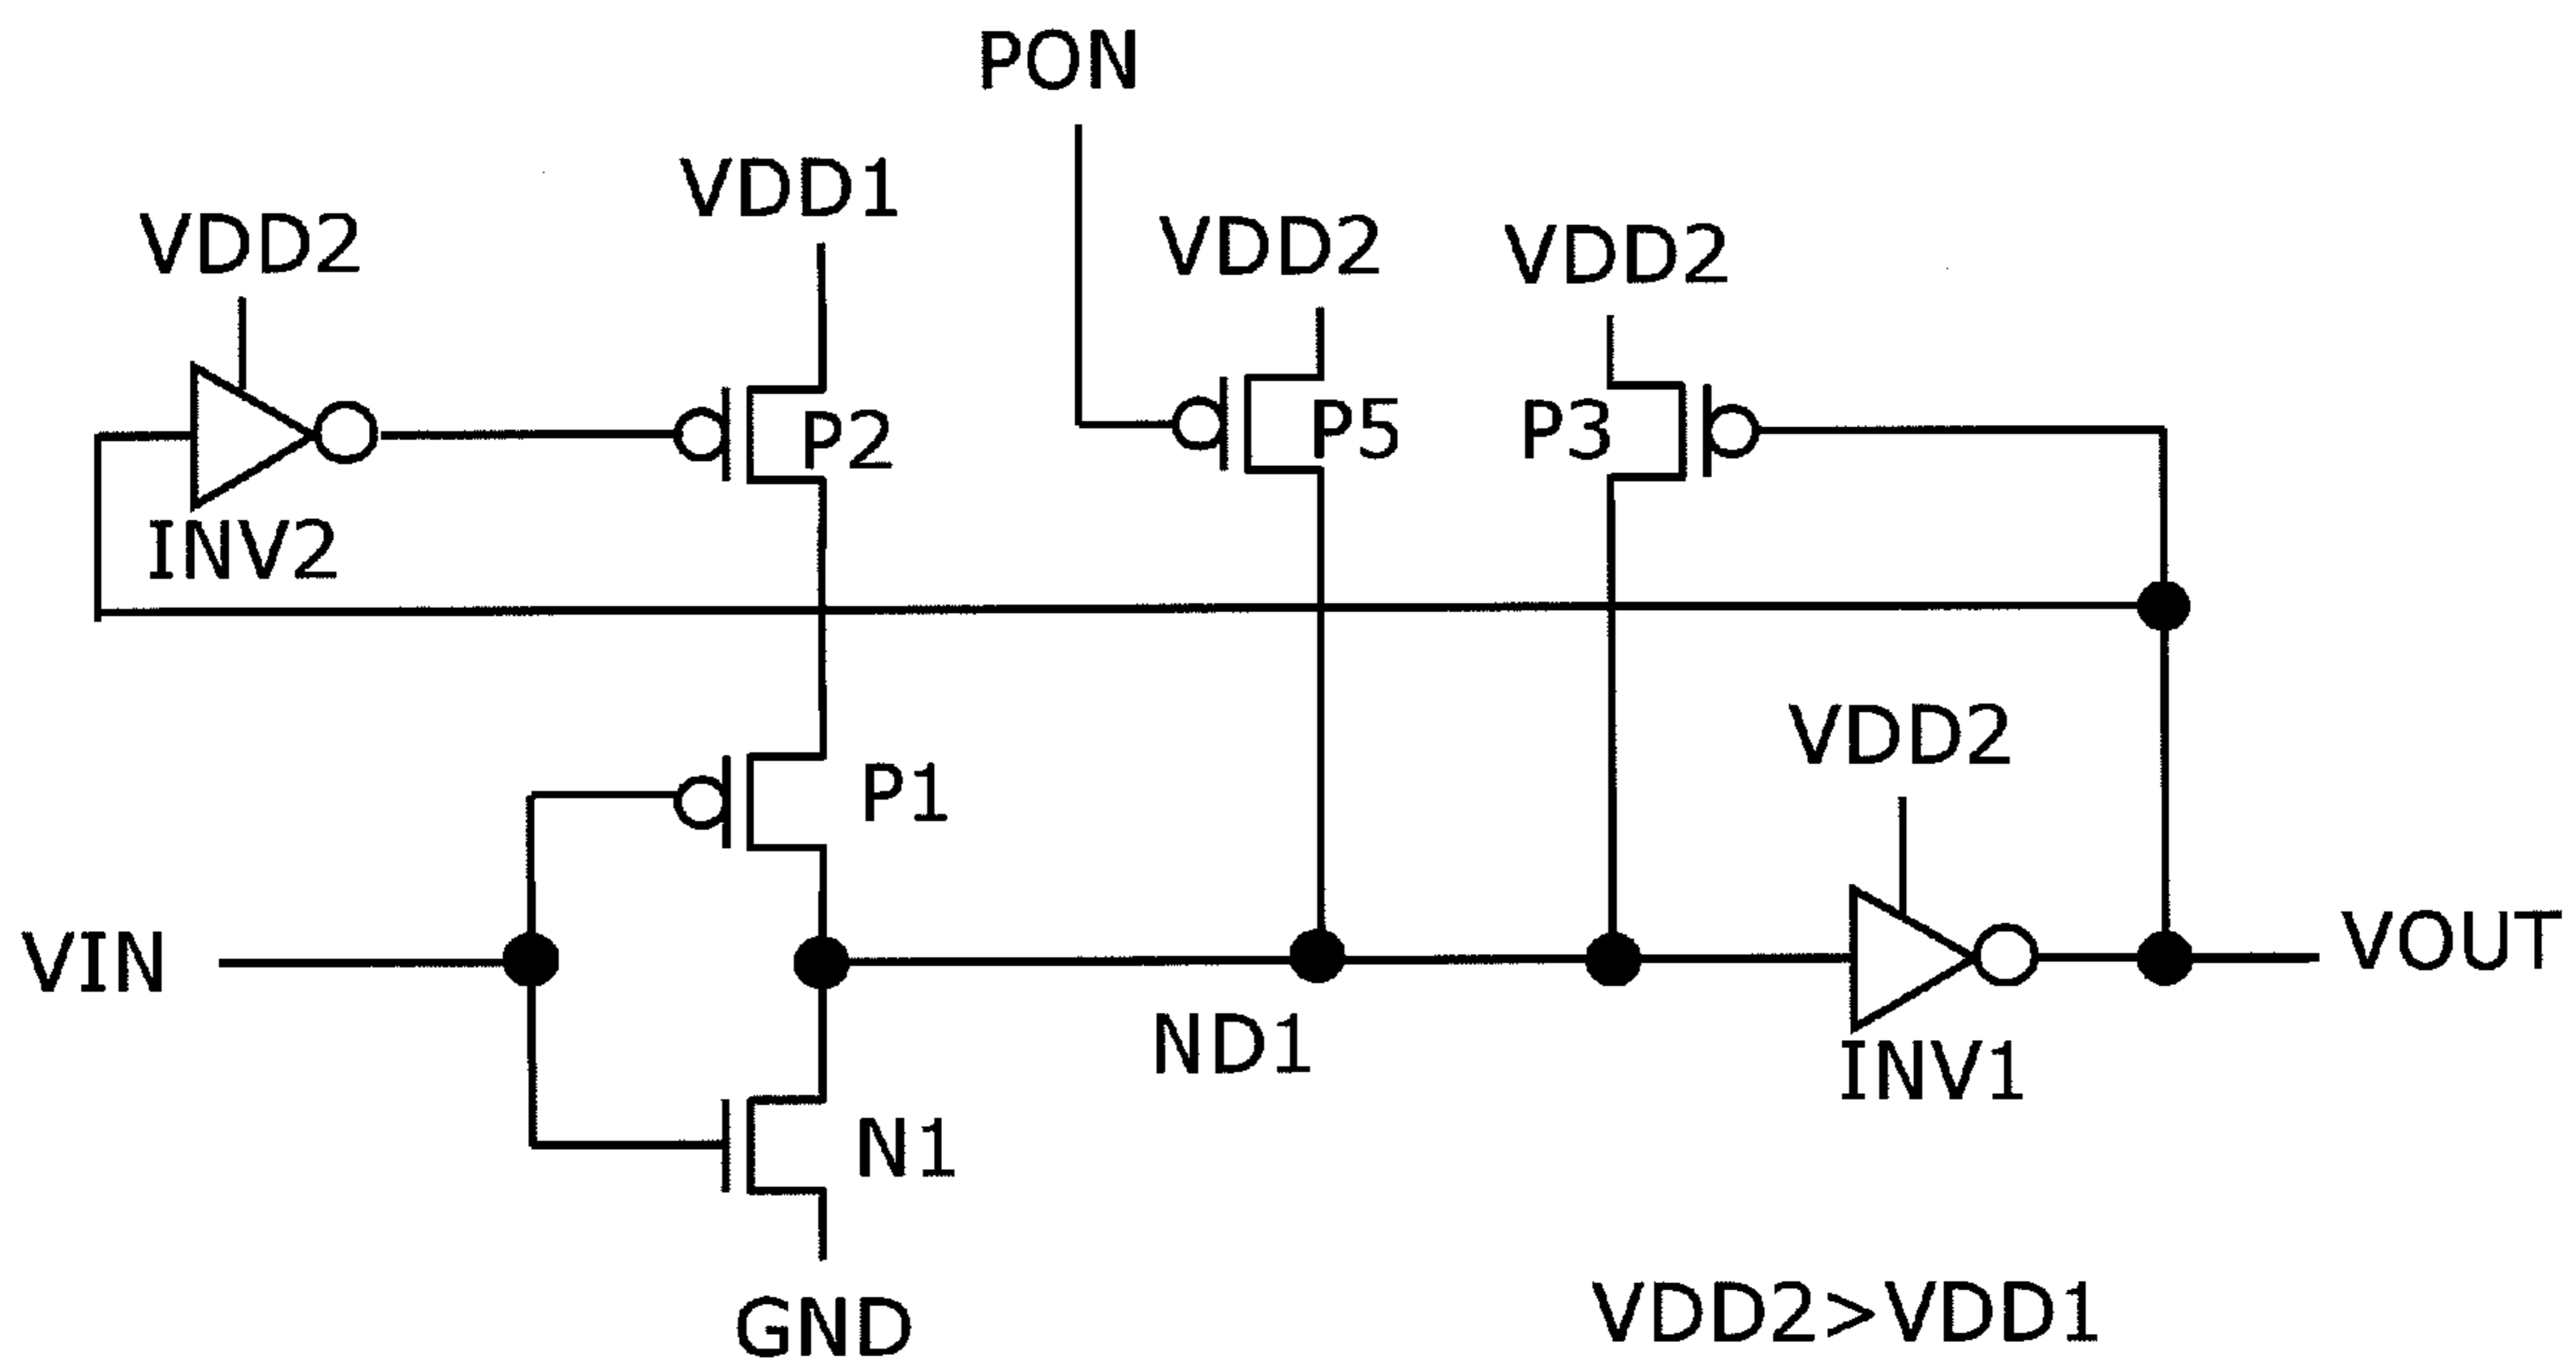 PON
VDD1
VDD2
VDD2
VDD2
P2
P5
P3
INV2
VDD2
P1
VIN
VOUT
ND1
INV1
N1
GND
VDD2>VDD1